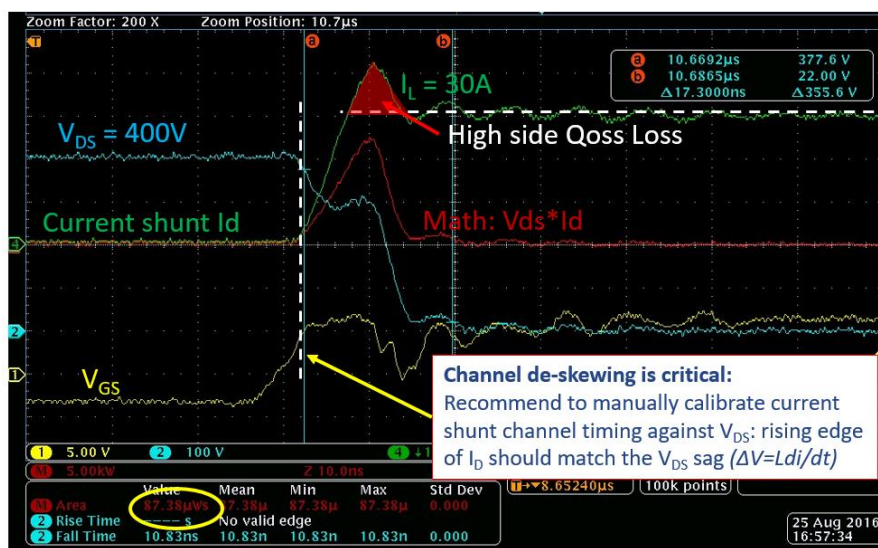 Zoom Factor: 200 X Zoom Position: 10.7µs
a
b
a 10.6692µs 377.6 V
b 10.6865µs 22.00 V
Δ17.3000ns Δ355.6 V
I_L = 30A
High side Qoss Loss
V_DS = 400V
Current shunt Id
Math: Vds*Id
4
2
1
V_GS
Channel de-skewing is critical:
Recommend to manually calibrate current
shunt channel timing against V_DS: rising edge
of I_D should match the V_DS sag (ΔV=Ldi/dt)
1 5.00 V 2 100 V 4
M 5.00kW Z 10.0ns
Value Mean Min Max Std Dev
M Area 87.38µWs 87.38µ 87.38µ 87.38µ 0.000
2 Rise Time ---- s No valid edge
2 Fall Time 10.83ns 10.83n 10.83n 10.83n 0.000
T→▼8.65240µs 100k points
25 Aug 2016
16:57:34